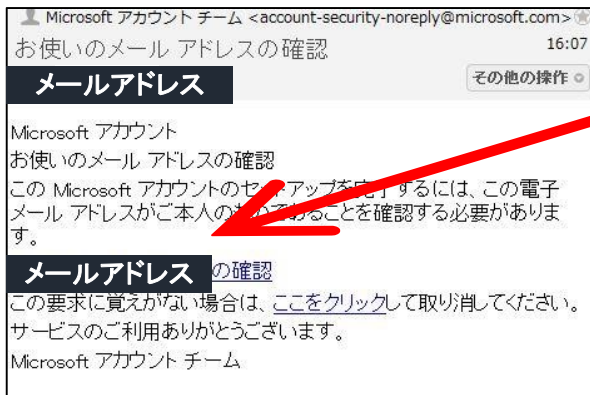 Microsoft アカウント チーム <account-security-noreply@microsoft.com>
お使いのメール アドレスの確認
16:07
メールアドレス
その他の操作
Microsoft アカウント
お使いのメール アドレスの確認
この Microsoft アカウントのセットアップを完了するには、この電子
メール アドレスがご本人のものであることを確認する必要がありま
す。
メールアドレス の確認
この要求に覚えがない場合は、ここをクリックして取り消してください。
サービスのご利用ありがとうございます。
Microsoft アカウント チーム